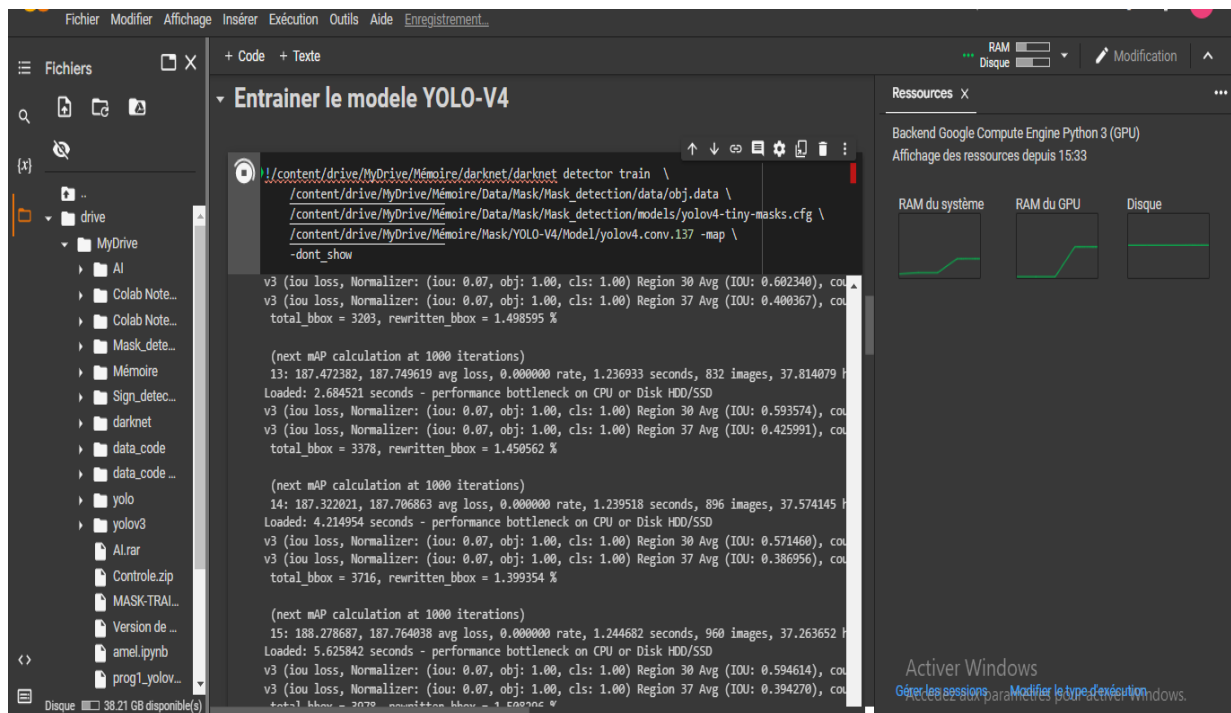 Fichier Modifier Affichage Insérer Exécution Outils Aide Enregistrement...
Fichiers
+ Code + Texte
RAM
Disque
Modification
{x}
..
drive
MyDrive
AI
Colab Note...
Colab Note...
Mask_dete...
Mémoire
Sign_detec...
darknet
data_code
data_code ...
yolo
yolov3
AI.rar
Controle.zip
MASK-TRAI...
Version de ...
amel.ipynb
prog1_yolov...
Disque 38.21 GB disponible(s)
Entrainer le modele YOLO-V4
!/content/drive/MyDrive/Mémoire/darknet/darknet detector train \
/content/drive/MyDrive/Mémoire/Data/Mask/Mask_detection/data/obj.data \
/content/drive/MyDrive/Mémoire/Data/Mask/Mask_detection/models/yolov4-tiny-masks.cfg \
/content/drive/MyDrive/Mémoire/Mask/YOLO-V4/Model/yolov4.conv.137 -map \
-dont_show
v3 (iou loss, Normalizer: (iou: 0.07, obj: 1.00, cls: 1.00) Region 30 Avg (IOU: 0.602340), cou
v3 (iou loss, Normalizer: (iou: 0.07, obj: 1.00, cls: 1.00) Region 37 Avg (IOU: 0.400367), cou
total_bbox = 3203, rewritten_bbox = 1.498595 %
(next mAP calculation at 1000 iterations)
13: 187.472382, 187.749619 avg loss, 0.000000 rate, 1.236933 seconds, 832 images, 37.814079 h
Loaded: 2.684521 seconds - performance bottleneck on CPU or Disk HDD/SSD
v3 (iou loss, Normalizer: (iou: 0.07, obj: 1.00, cls: 1.00) Region 30 Avg (IOU: 0.593574), cou
v3 (iou loss, Normalizer: (iou: 0.07, obj: 1.00, cls: 1.00) Region 37 Avg (IOU: 0.425991), cou
total_bbox = 3378, rewritten_bbox = 1.450562 %
(next mAP calculation at 1000 iterations)
14: 187.322021, 187.706863 avg loss, 0.000000 rate, 1.239518 seconds, 896 images, 37.574145 h
Loaded: 4.214954 seconds - performance bottleneck on CPU or Disk HDD/SSD
v3 (iou loss, Normalizer: (iou: 0.07, obj: 1.00, cls: 1.00) Region 30 Avg (IOU: 0.571460), cou
v3 (iou loss, Normalizer: (iou: 0.07, obj: 1.00, cls: 1.00) Region 37 Avg (IOU: 0.386956), cou
total_bbox = 3716, rewritten_bbox = 1.399354 %
(next mAP calculation at 1000 iterations)
15: 188.278687, 187.764038 avg loss, 0.000000 rate, 1.244682 seconds, 960 images, 37.263652 h
Loaded: 5.625842 seconds - performance bottleneck on CPU or Disk HDD/SSD
v3 (iou loss, Normalizer: (iou: 0.07, obj: 1.00, cls: 1.00) Region 30 Avg (IOU: 0.594614), cou
v3 (iou loss, Normalizer: (iou: 0.07, obj: 1.00, cls: 1.00) Region 37 Avg (IOU: 0.394270), cou
Ressources
Backend Google Compute Engine Python 3 (GPU)
Affichage des ressources depuis 15:33
RAM du système RAM du GPU Disque
Activer Windows
Gérer les sessions Modifier le type d'exécution
Accédez aux paramètres pour activer Windows.